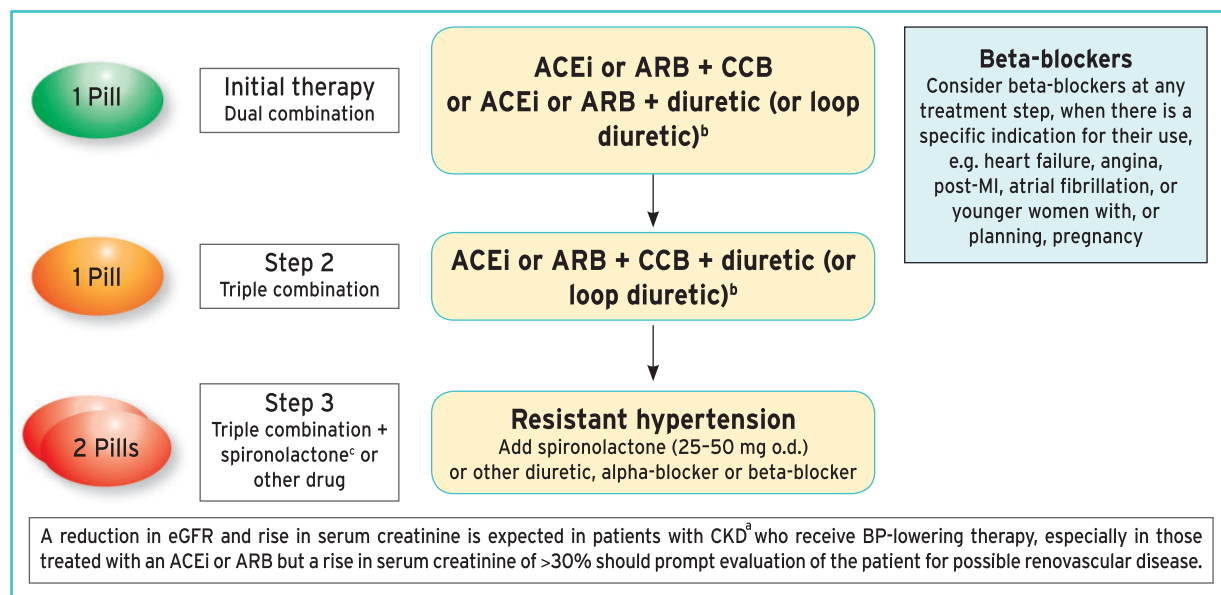 1 Pill
Initial therapy
Dual combination
ACEi or ARB + CCB
or ACEi or ARB + diuretic (or loop
diuretic)ᵇ
Beta-blockers
Consider beta-blockers at any
treatment step, when there is a
specific indication for their use,
e.g. heart failure, angina,
post-MI, atrial fibrillation, or
younger women with, or
planning, pregnancy
1 Pill
Step 2
Triple combination
ACEi or ARB + CCB + diuretic (or
loop diuretic)ᵇ
2 Pills
Step 3
Triple combination +
spironolactoneᶜ or
other drug
Resistant hypertension
Add spironolactone (25–50 mg o.d.)
or other diuretic, alpha-blocker or beta-blocker
A reduction in eGFR and rise in serum creatinine is expected in patients with CKDᵃ who receive BP-lowering therapy, especially in those
treated with an ACEi or ARB but a rise in serum creatinine of >30% should prompt evaluation of the patient for possible renovascular disease.